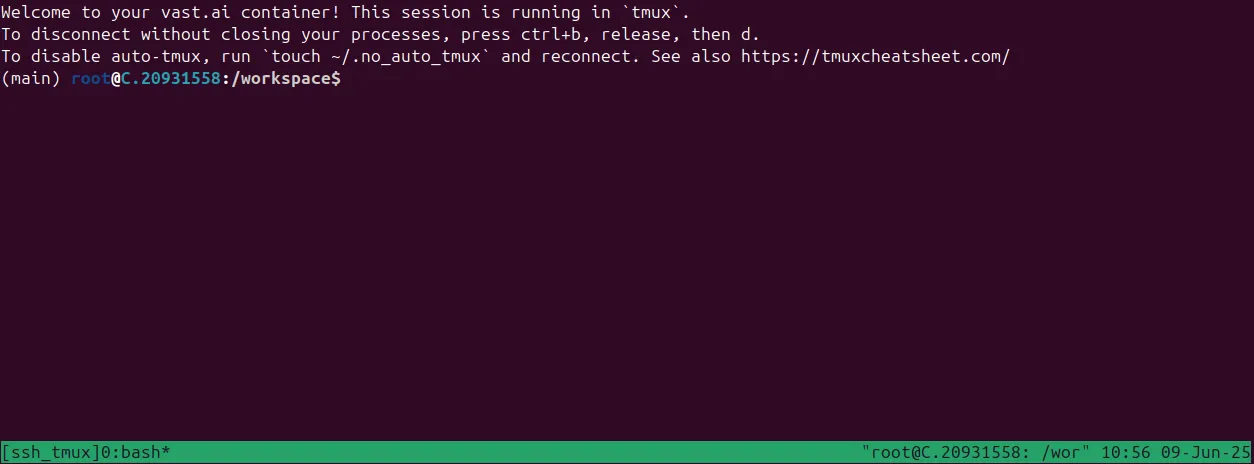 Welcome to your vast.ai container! This session is running in `tmux`.
To disconnect without closing your processes, press ctrl+b, release, then d.
To disable auto-tmux, run `touch ~/.no_auto_tmux` and reconnect. See also https://tmuxcheatsheet.com/
(main) root@C.20931558:/workspace$
[ssh_tmux]0:bash* "root@C.20931558: /wor" 10:56 09-Jun-25